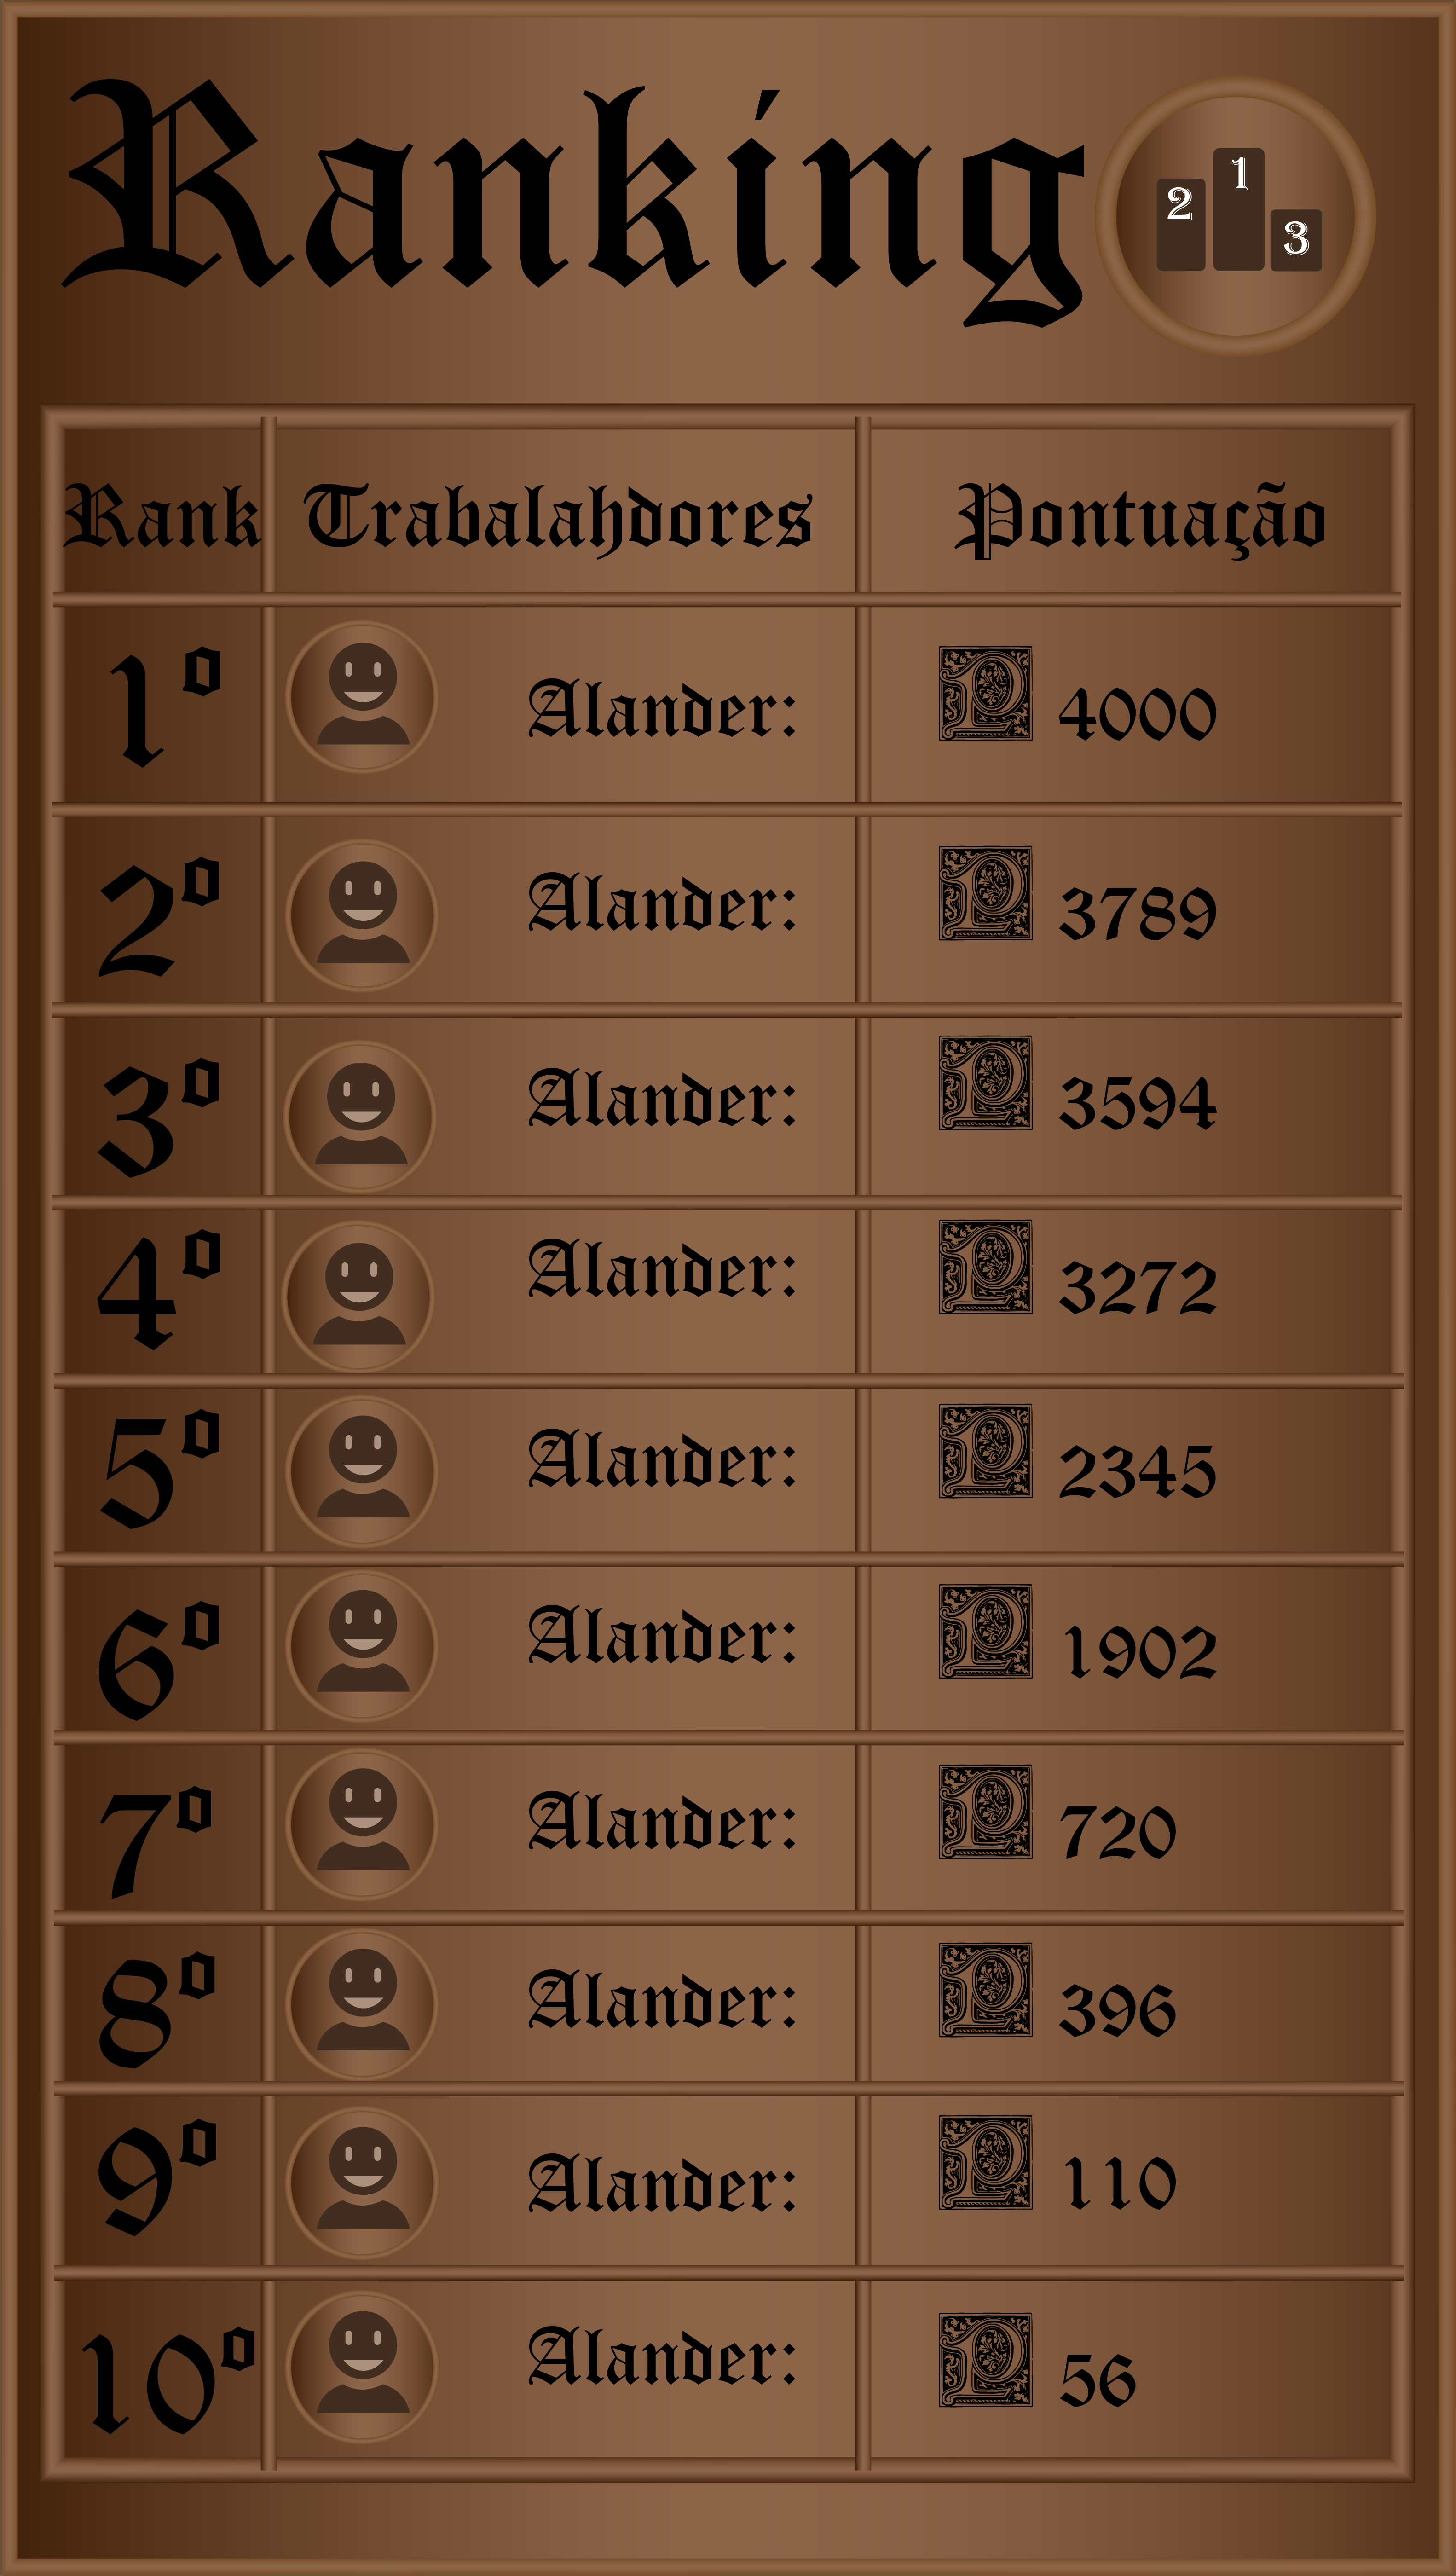 Ranking
1
2
3
Rank Trabalahdores Pontuação
1º Alander: P 4000
2º Alander: P 3789
3º Alander: P 3594
4º Alander: P 3272
5º Alander: P 2345
6º Alander: P 1902
7º Alander: P 720
8º Alander: P 396
9º Alander: P 110
10º Alander: P 56